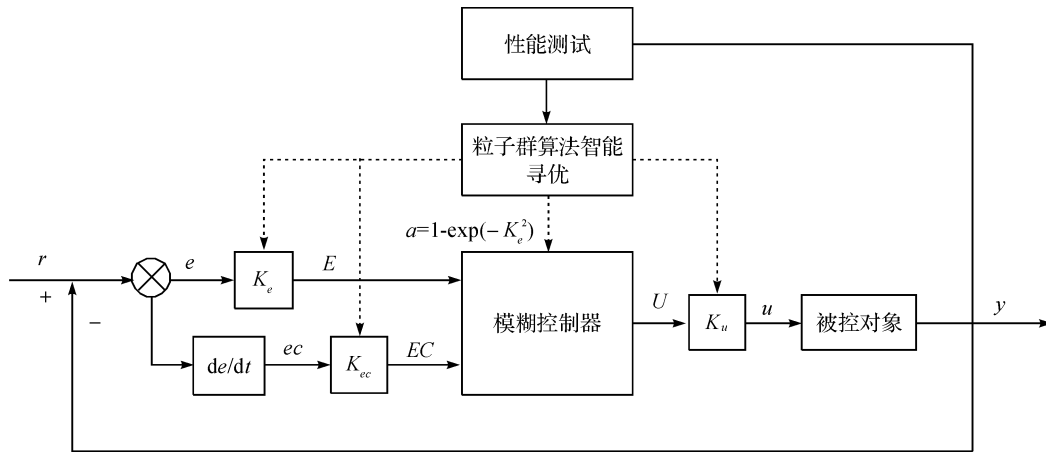 性能测试
粒子群算法智能
寻优
a=1-exp(-K_e^2)
r
+
−
e
K_e
E
模糊控制器
U
K_u
u
被控对象
y
de/dt
ec
K_ec
EC